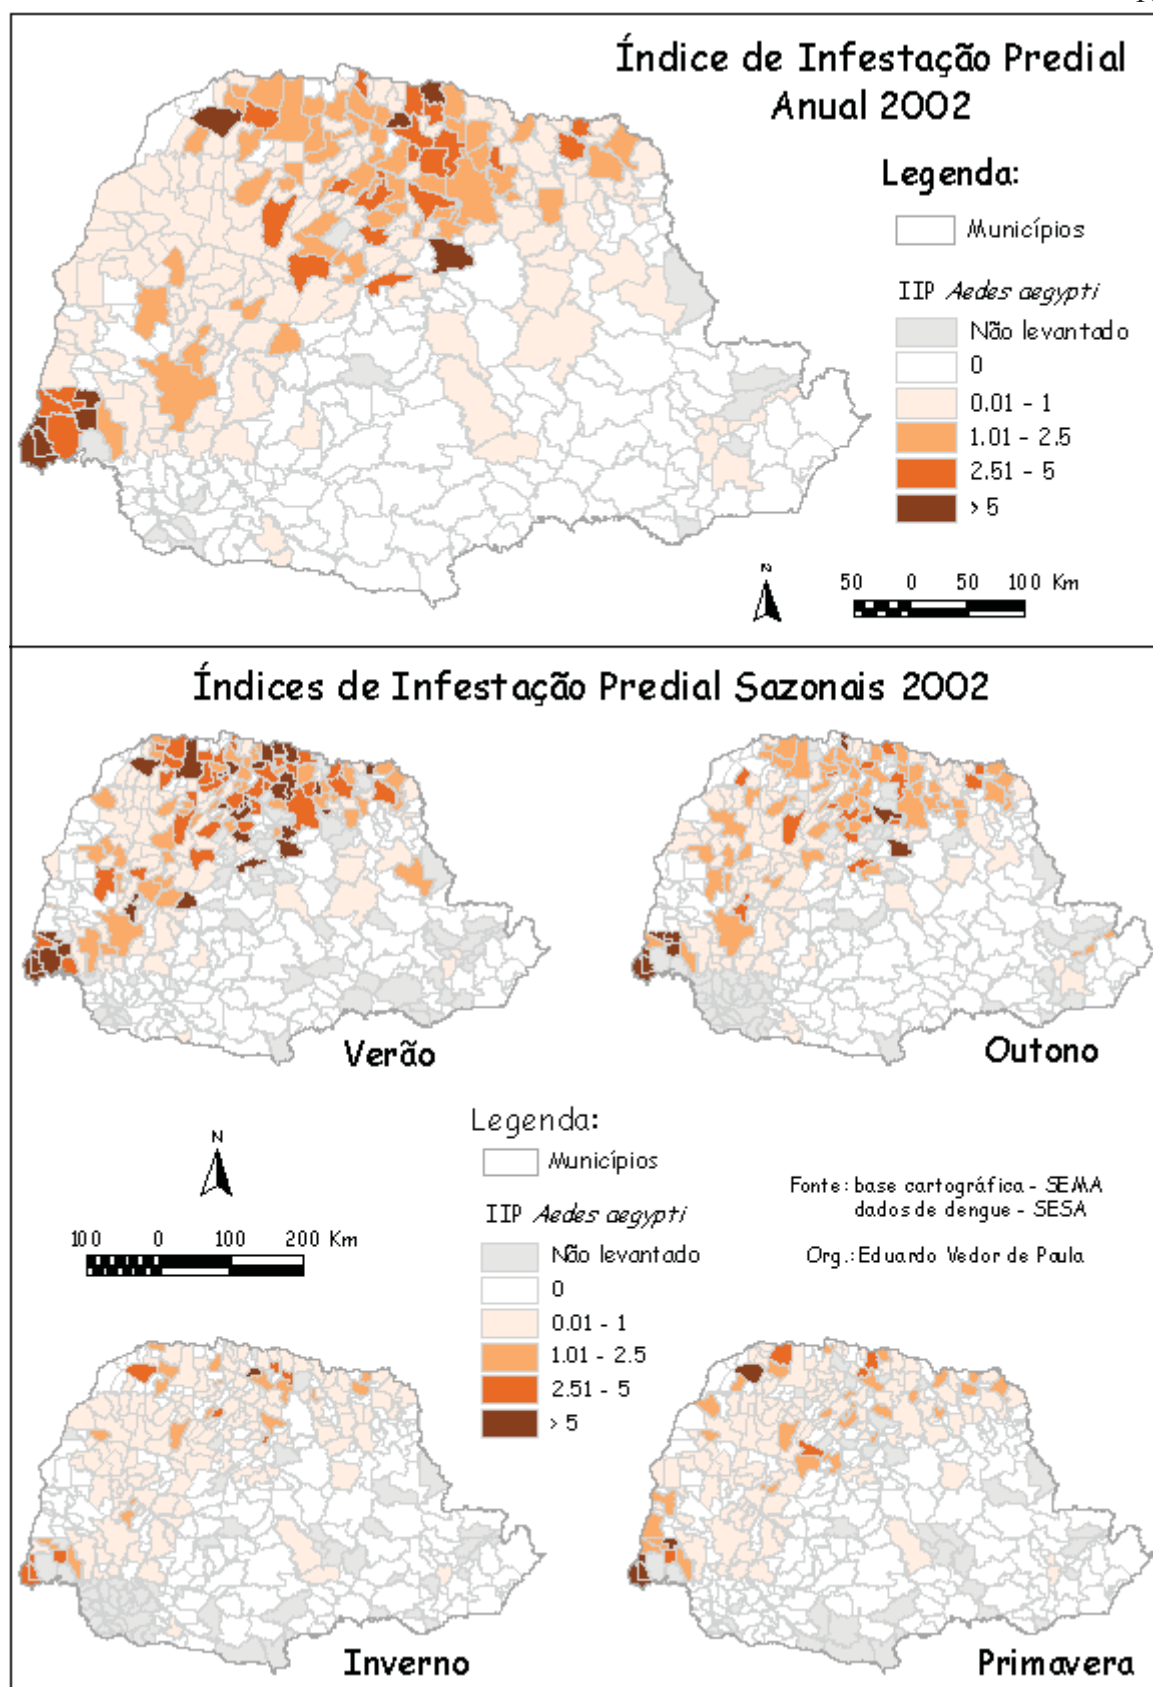 Índice de Infestação Predial
Anual 2002
Legenda:
Municípios
IIP Aedes aegypti
Não levantado
0
0.01 - 1
1.01 - 2.5
2.51 - 5
> 5
N
50 0 50 100 Km
Índices de Infestação Predial Sazonais 2002
Verão
Outono
N
100 0 100 200 Km
Legenda:
Municípios
IIP Aedes aegypti
Não levantado
0
0.01 - 1
1.01 - 2.5
2.51 - 5
> 5
Fonte: base cartográfica - SEMA
dados de dengue - SESA
Org.: Eduardo Vedor de Paula
Inverno
Primavera